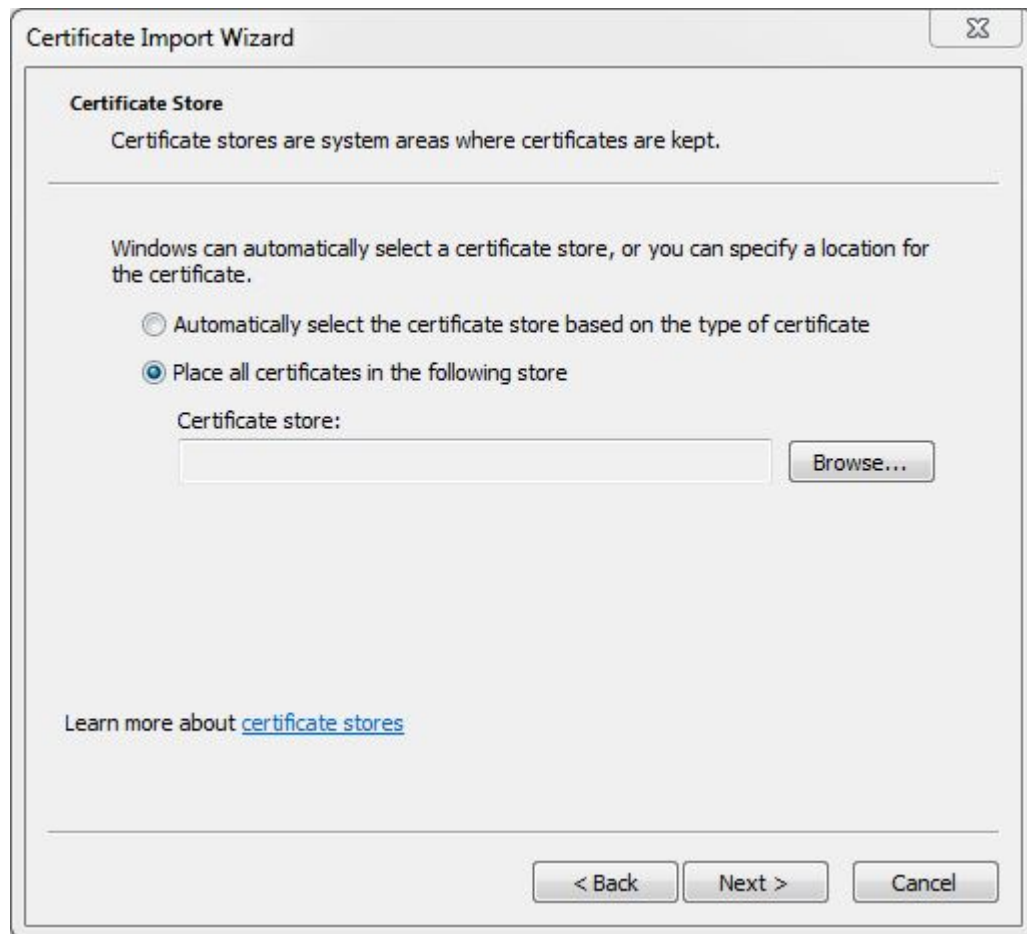 Certificate Import Wizard
Certificate Store
Certificate stores are system areas where certificates are kept.
Windows can automatically select a certificate store, or you can specify a location for
the certificate.
Automatically select the certificate store based on the type of certificate
Place all certificates in the following store
Certificate store:
Browse...
Learn more about certificate stores
< Back Next > Cancel